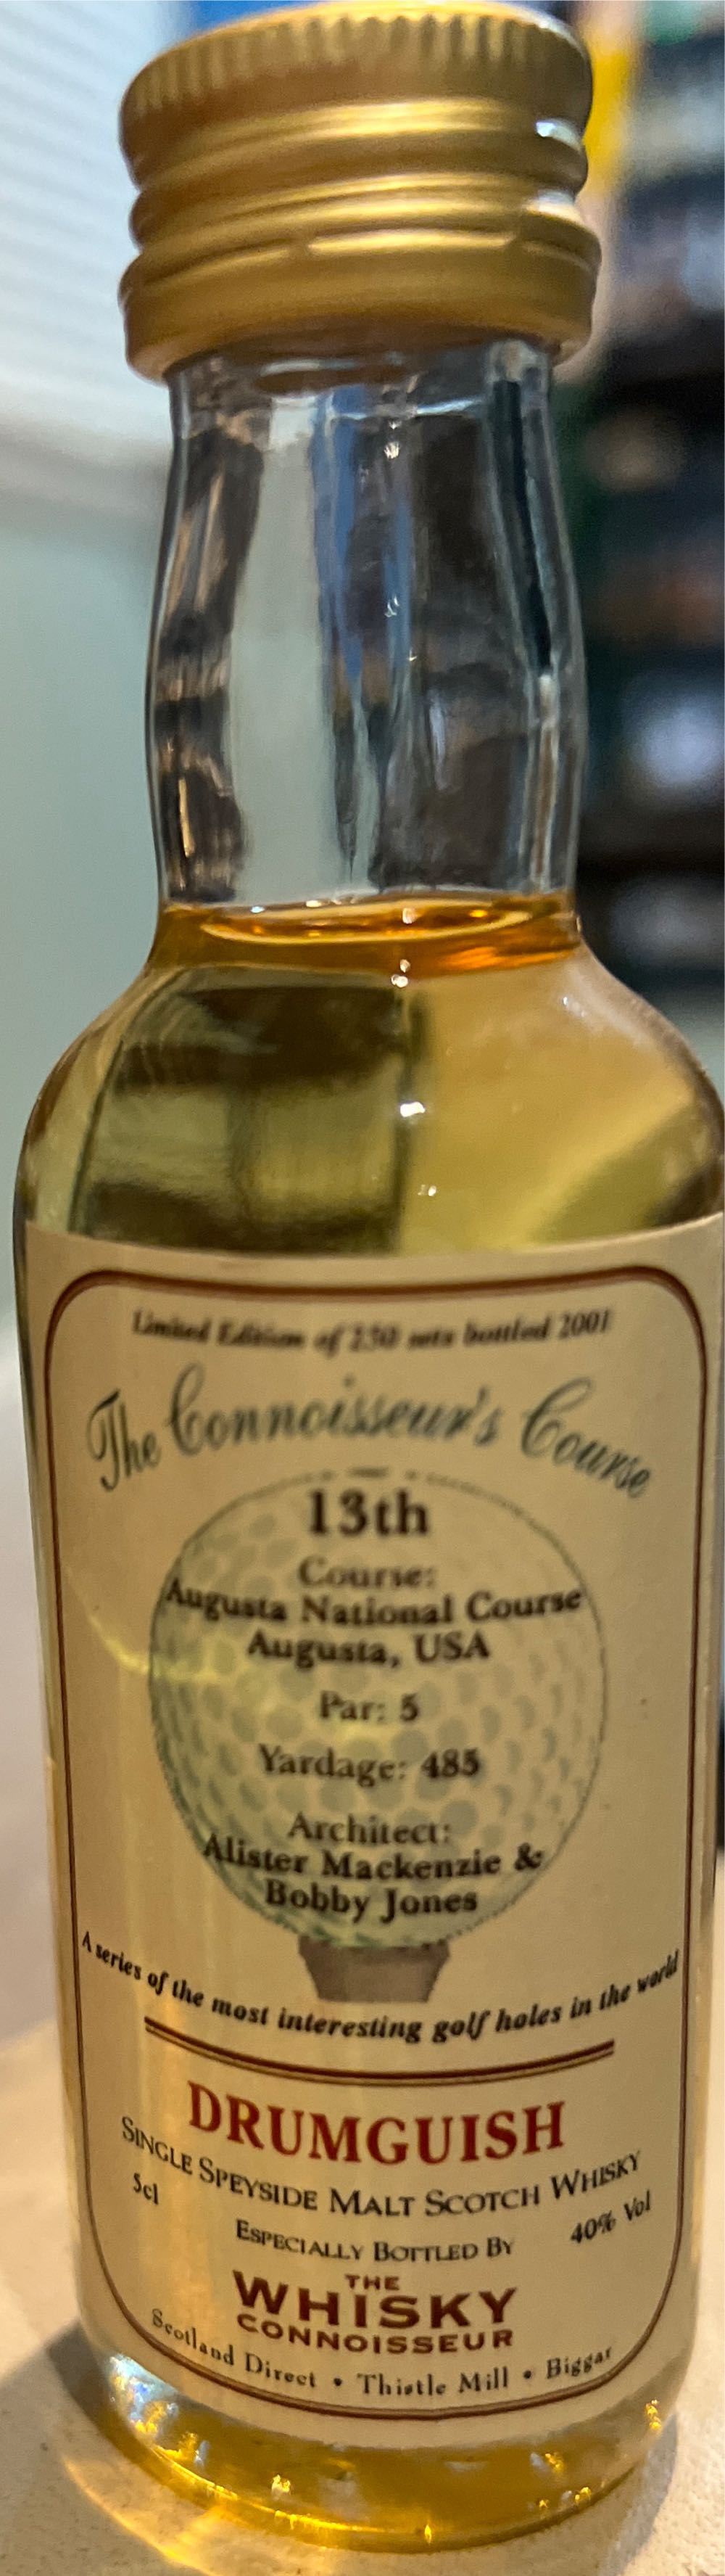 Limited Edition of 250 sets bottled 2001
The Connoisseur's Course
13th
Course:
Augusta National Course
Augusta, USA
Par: 5
Yardage: 485
Architect:
Alister Mackenzie &
Bobby Jones
A series of the most interesting golf holes in the world
DRUMGUISH
SINGLE SPEYSIDE MALT SCOTCH WHISKY
5cl
40% Vol
ESPECIALLY BOTTLED BY
THE
WHISKY
CONNOISSEUR
Scotland Direct • Thistle Mill • Biggar